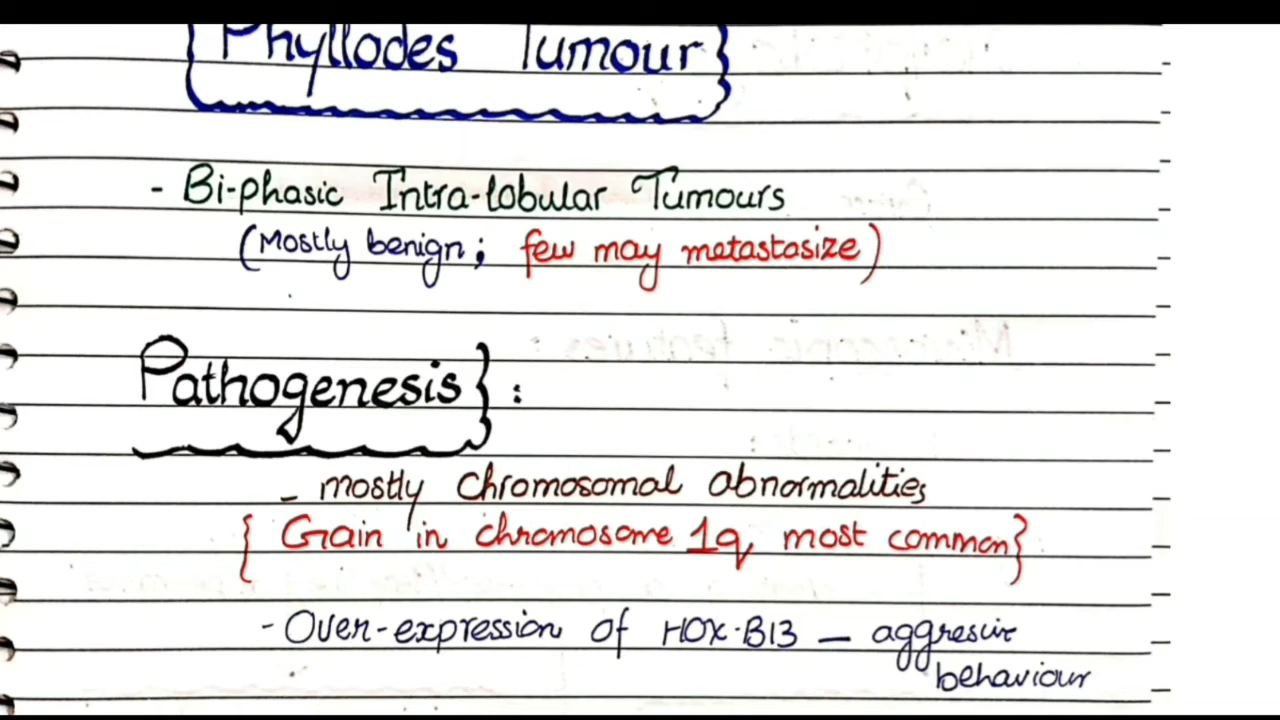 Phyllodes Tumour
- Bi-phasic Intra-lobular Tumours
(Mostly benign; few may metastasize)
Pathogenesis} :
- mostly chromosomal abnormalities
{ Gain in chromosome 1q most common}
- Over-expression of HOX-B13 — aggresive
behaviour